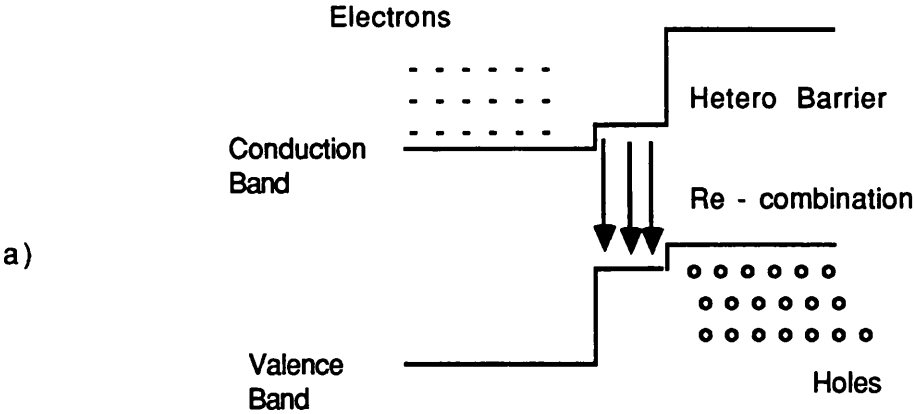 Electrons
Hetero Barrier
Conduction
Band
Re - combination
a)
Valence
Band
Holes